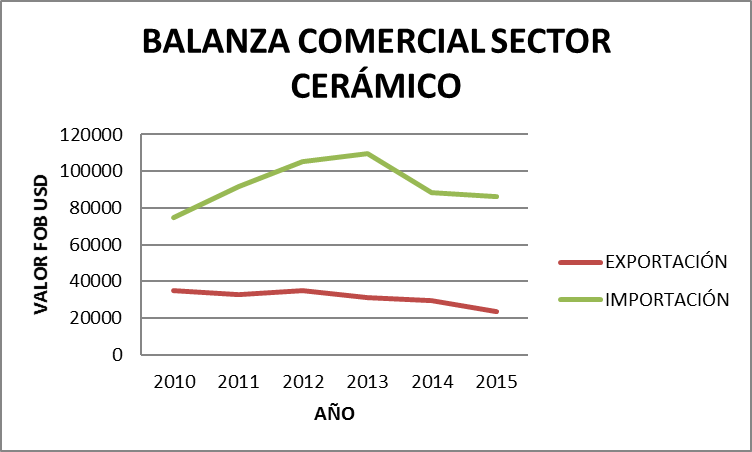 BALANZA COMERCIAL SECTOR
CERÁMICO
VALOR FOB USD
120000
100000
80000
60000
40000
20000
0
2010 2011 2012 2013 2014 2015
AÑO
EXPORTACIÓN
IMPORTACIÓN